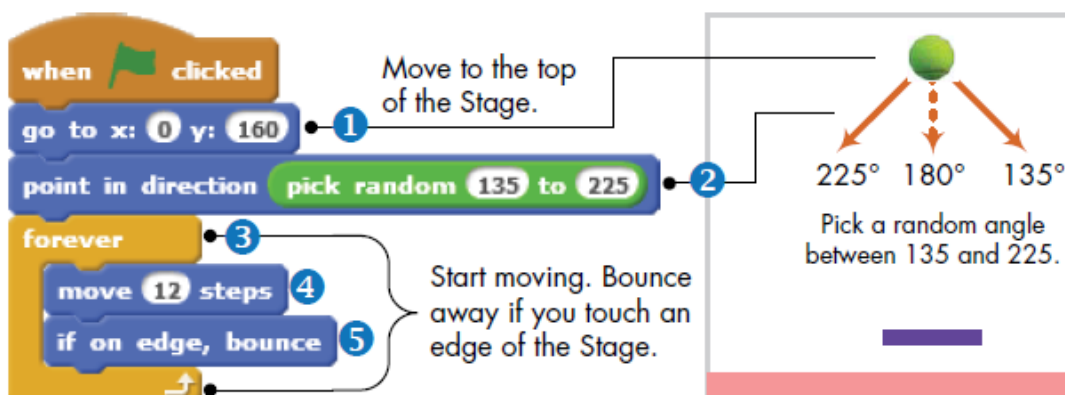 when clicked
Move to the top
of the Stage.
go to x: 0 y: 160
1
point in direction pick random 135 to 225
2
225° 180° 135°
Pick a random angle
between 135 and 225.
forever
3
move 12 steps
4
if on edge, bounce
5
Start moving. Bounce
away if you touch an
edge of the Stage.